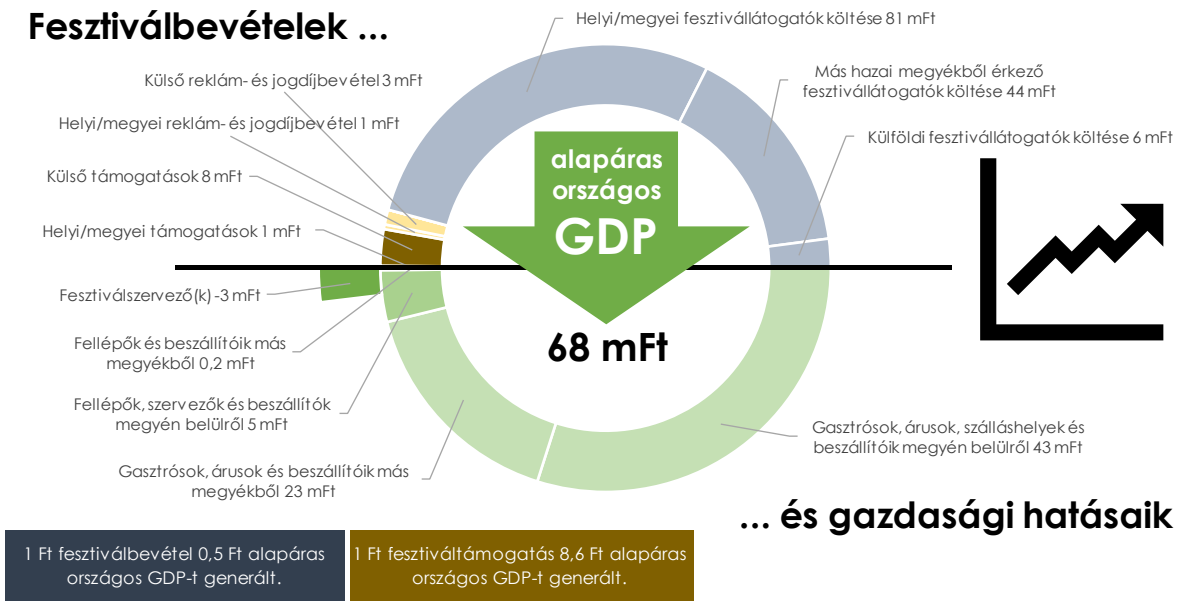 Fesztiválbevételek ...
Helyi/megyei fesztivállátogatók költése 81 mFt
Más hazai megyékből érkező
fesztivállátogatók költése 44 mFt
Külföldi fesztivállátogatók költése 6 mFt
Külső reklám- és jogdíjbevétel 3 mFt
Helyi/megyei reklám- és jogdíjbevétel 1 mFt
Külső támogatások 8 mFt
Helyi/megyei támogatások 1 mFt
alapáras
országos
GDP
68 mFt
Fesztiválszervező(k) -3 mFt
Fellépők és beszállítóik más
megyékből 0,2 mFt
Fellépők, szervezők és beszállítók
megyén belülről 5 mFt
Gasztrósok, árusok és beszállítóik más
megyékből 23 mFt
Gasztrósok, árusok, szálláshelyek és
beszállítóik megyén belülről 43 mFt
... és gazdasági hatásaik
1 Ft fesztiválbevétel 0,5 Ft alapáras
országos GDP-t generált.
1 Ft fesztiváltámogatás 8,6 Ft alapáras
országos GDP-t generált.